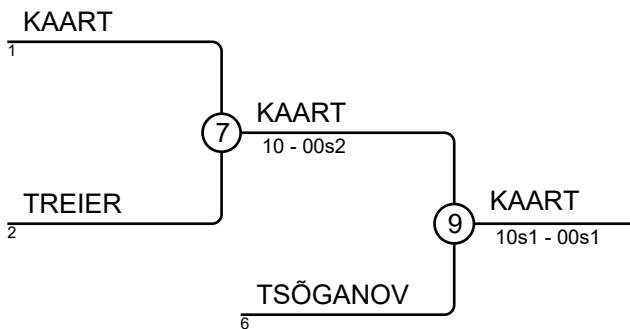 KAART
1
7
KAART
10 - 00s2
TREIER
2
9
KAART
10s1 - 00s1
TSÕGANOV
6